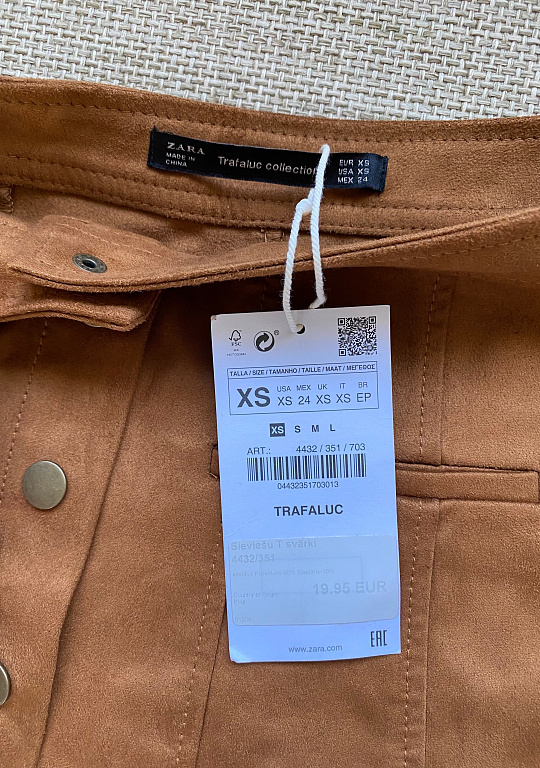 ZARA
MADE IN
CHINA
Trafaluc collection
EUR XS
USA XS
MEX 24
FSC
TALLA / SIZE / TAMANHO / TAILLE / MAAT / ΜΕΓΕΘΟΣ
XS
USA MEX UK IT BR
XS 24 XS XS EP
XS S M L
ART.: 4432 / 351 / 703
04432351703013
TRAFALUC
Sieviešu T svārki
4432/351
19.95 EUR
www.zara.com
EAC